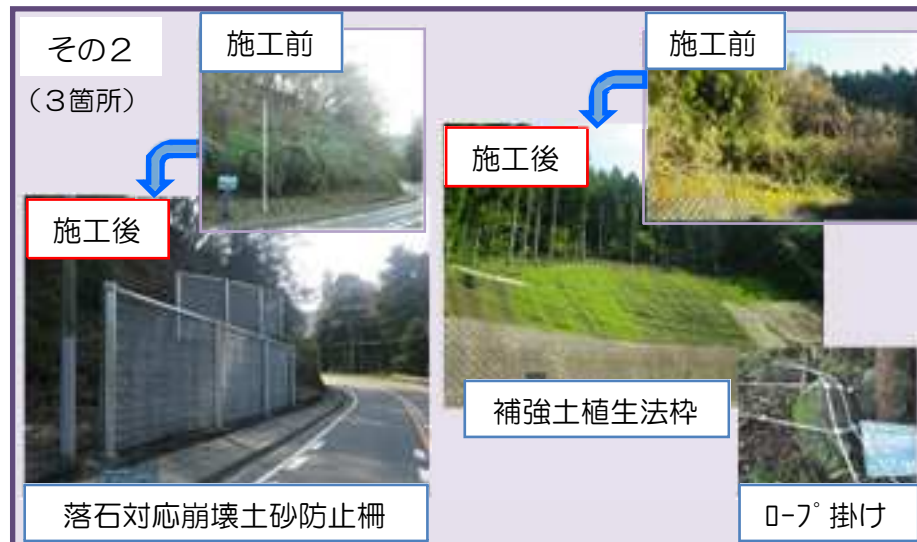 その2
(3箇所)
施工前
施工後
落石対応崩壊土砂防止柵
施工前
施工後
補強土植生法枠
ﾛｰﾌﾟ掛け